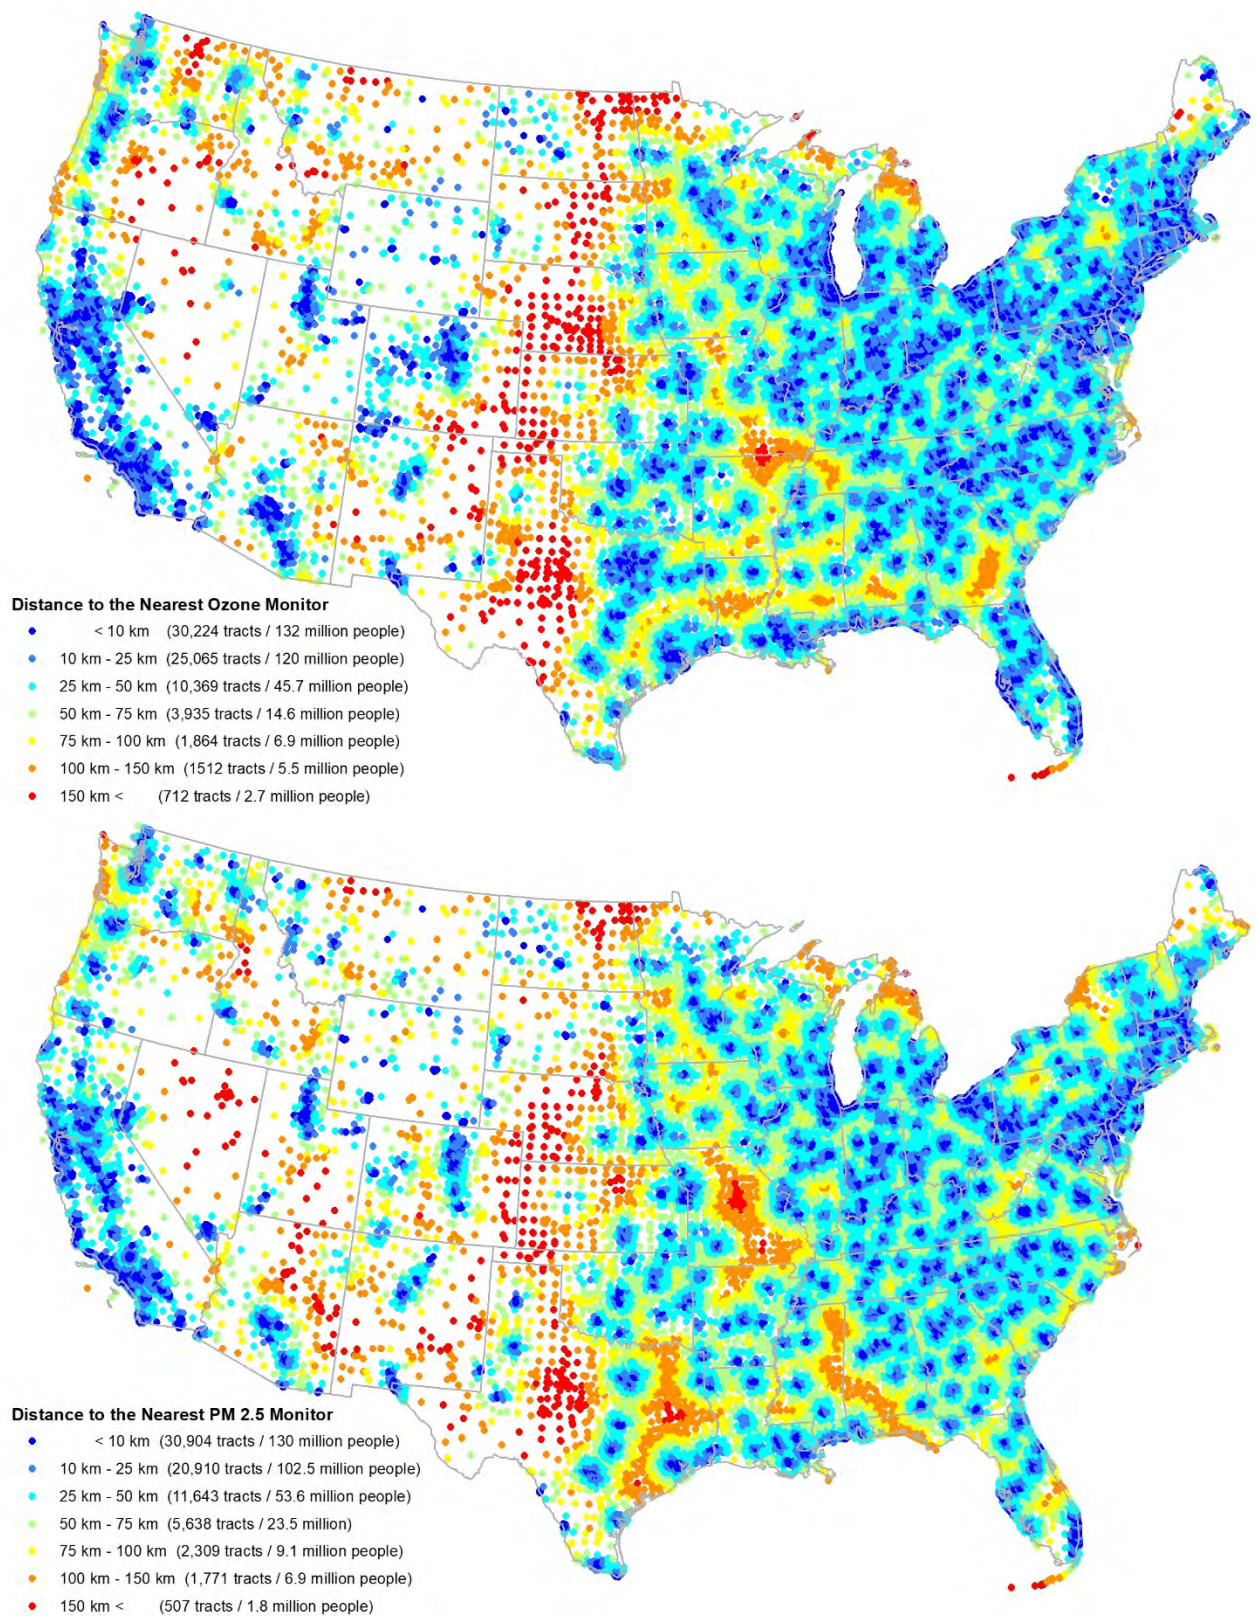 Distance to the Nearest Ozone Monitor
< 10 km (30,224 tracts / 132 million people)
10 km - 25 km (25,065 tracts / 120 million people)
25 km - 50 km (10,369 tracts / 45.7 million people)
50 km - 75 km (3,935 tracts / 14.6 million people)
75 km - 100 km (1,864 tracts / 6.9 million people)
100 km - 150 km (1512 tracts / 5.5 million people)
150 km < (712 tracts / 2.7 million people)
Distance to the Nearest PM 2.5 Monitor
< 10 km (30,904 tracts / 130 million people)
10 km - 25 km (20,910 tracts / 102.5 million people)
25 km - 50 km (11,643 tracts / 53.6 million people)
50 km - 75 km (5,638 tracts / 23.5 million)
75 km - 100 km (2,309 tracts / 9.1 million people)
100 km - 150 km (1,771 tracts / 6.9 million people)
150 km < (507 tracts / 1.8 million people)